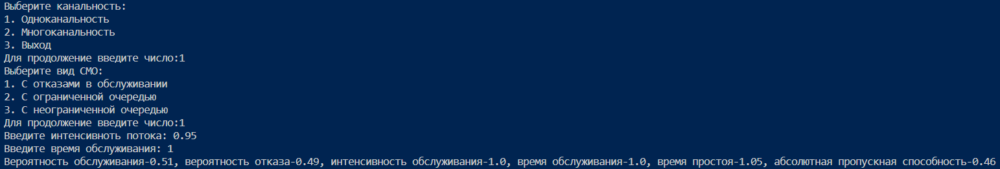 Выберите канальность:
1. Одноканальность
2. Многоканальность
3. Выход
Для продолжение введите число:1
Выберите вид СМО:
1. С отказами в обслуживании
2. С ограниченной очередью
3. С неограниченной очередью
Для продолжение введите число:1
Введите интенсивноть потока: 0.95
Введите время обслуживания: 1
Вероятность обслуживания-0.51, вероятность отказа-0.49, интенсивность обслуживания-1.0, время обслуживания-1.0, время простоя-1.05, абсолютная пропускная способность-0.46